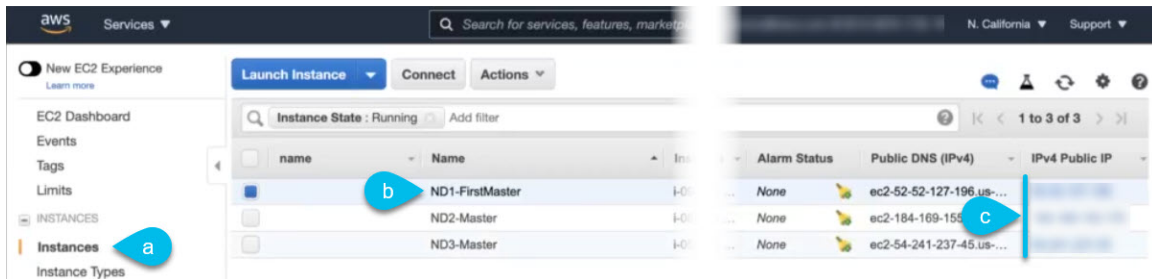 aws Services Search for services, features, marketp N. California Support
New EC2 Experience
Learn more
Launch Instance Connect Actions
EC2 Dashboard
Instance State : Running Add filter 1 to 3 of 3
Events
Tags
Limits
name Name Ins Alarm Status Public DNS (IPv4) IPv4 Public IP
b ND1-FirstMaster None ec2-52-52-127-196.us-...
INSTANCES
ND2-Master None ec2-184-169-155 c
Instances a
ND3-Master None ec2-54-241-237-45.us-...
Instance Types